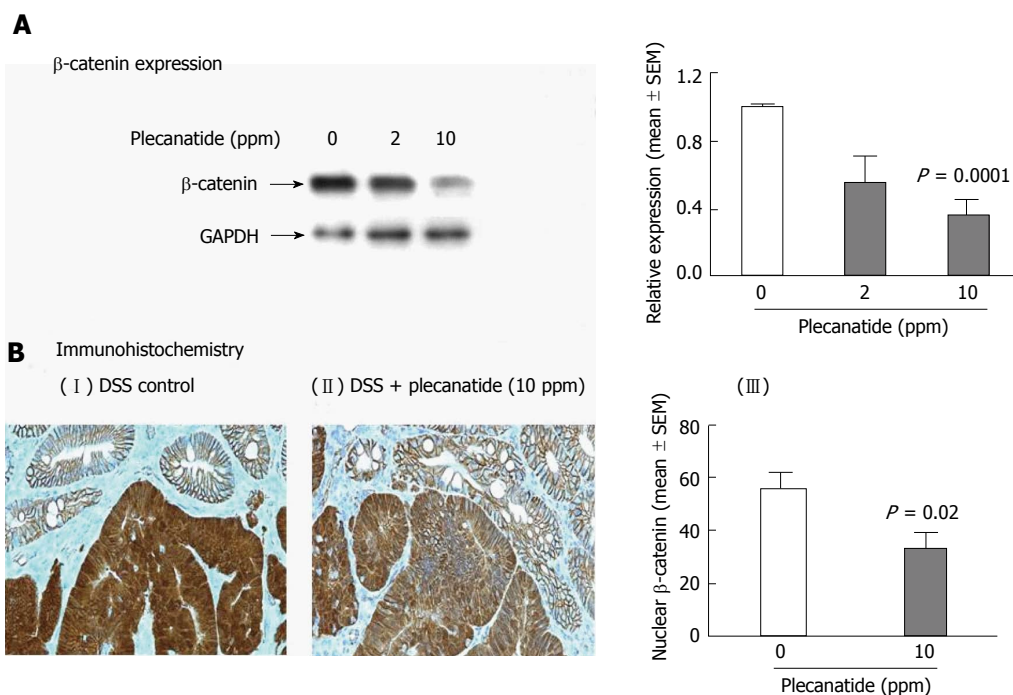 A
β-catenin expression
Plecanatide (ppm) 0 2 10
β-catenin
GAPDH
Relative expression (mean ± SEM)
1.2
0.8
0.4
0.0
P = 0.0001
0 2 10
Plecanatide (ppm)
B
Immunohistochemistry
(Ⅰ) DSS control
(Ⅱ) DSS + plecanatide (10 ppm)
(Ⅲ)
Nuclear β-catenin (mean ± SEM)
80
60
40
20
0
P = 0.02
0 10
Plecanatide (ppm)